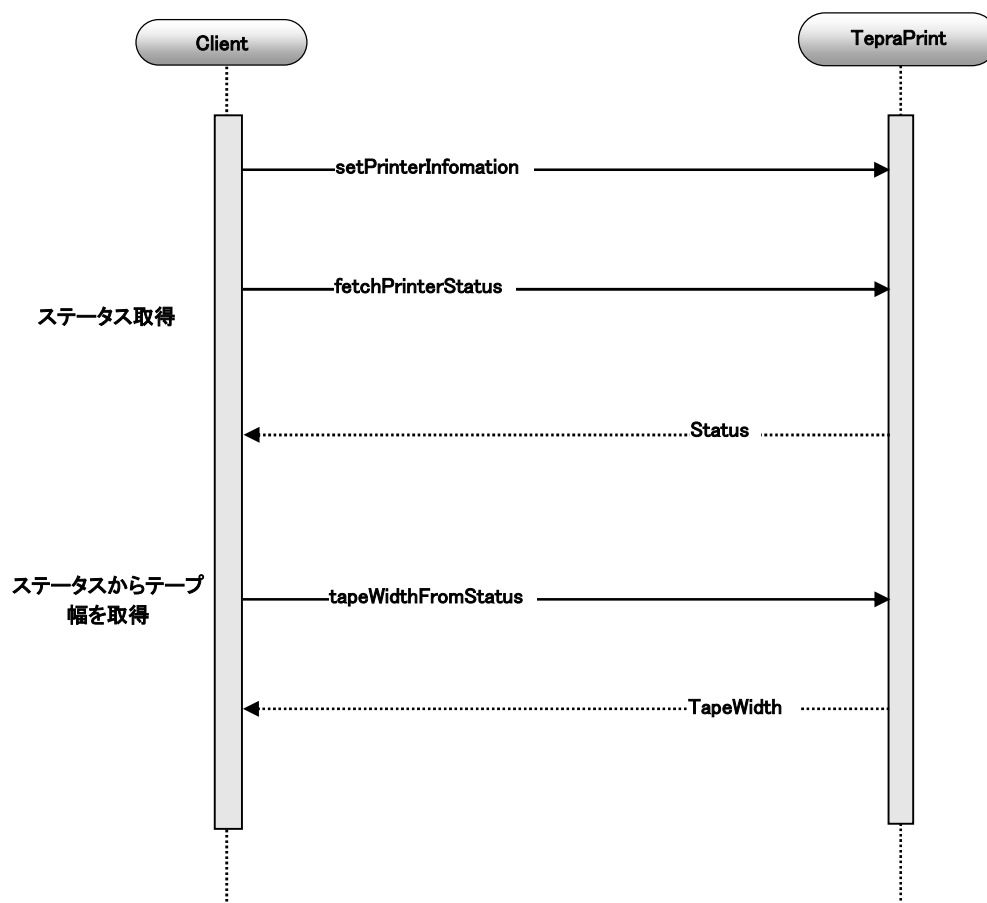 Client
TepraPrint
setPrinterInfomation
fetchPrinterStatus
ステータス取得
Status
ステータスからテープ
幅を取得
tapeWidthFromStatus
TapeWidth